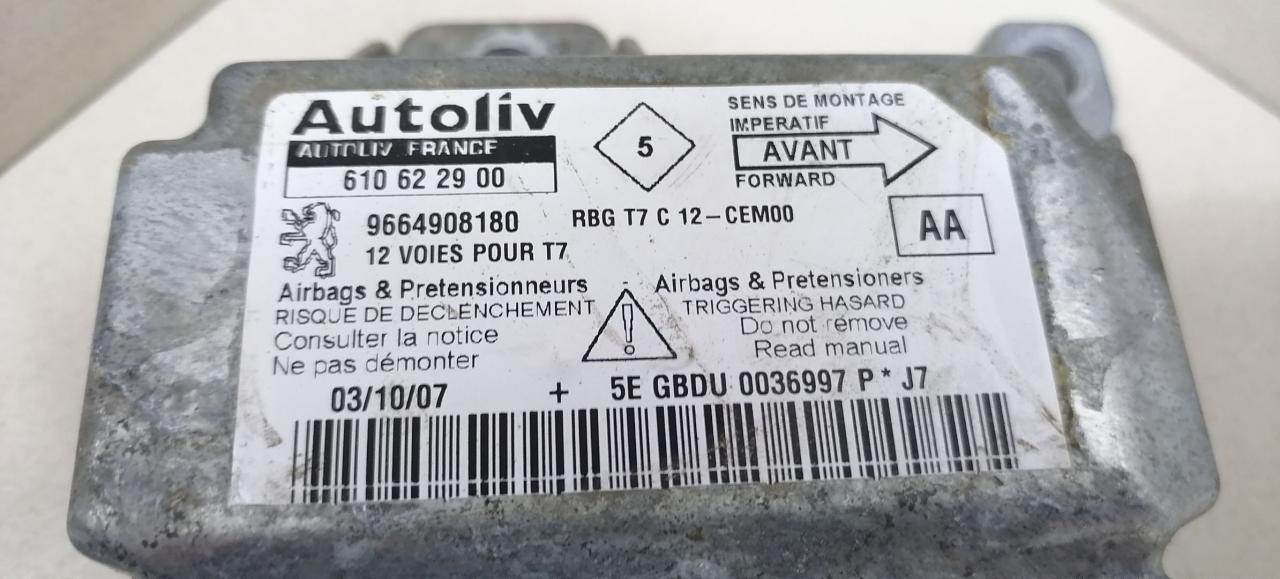 Autoliv
AUTOLIV FRANCE
610 62 29 00
5
SENS DE MONTAGE
IMPERATIF
AVANT
FORWARD
9664908180
RBG T7 C 12-CEM00
12 VOIES POUR T7
AA
Airbags & Pretensionneurs
RISQUE DE DECLENCHEMENT
Consulter la notice
Ne pas démonter
Airbags & Pretensioners
TRIGGERING HASARD
Do not remove
Read manual
03/10/07 + 5E GBDU 0036997 P * J7